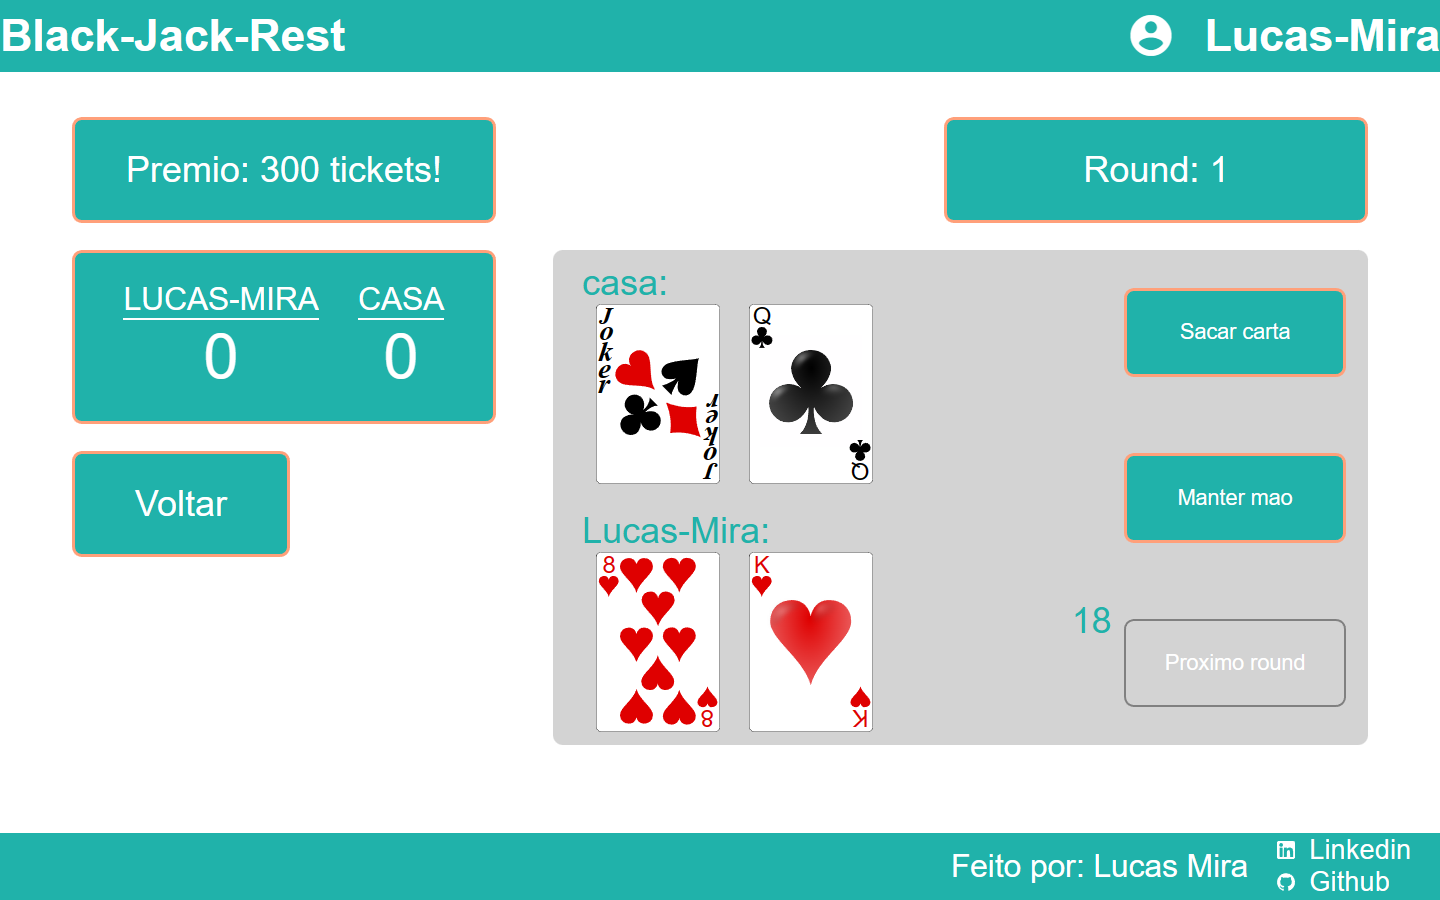 Black-Jack-Rest
Lucas-Mira
Premio: 300 tickets!
Round: 1
LUCAS-MIRA CASA
0 0
Voltar
casa:
Joker
Joker
Q
Q
Sacar carta
Manter mao
Lucas-Mira:
8
8
K
K
18
Proximo round
Feito por: Lucas Mira
Linkedin
Github